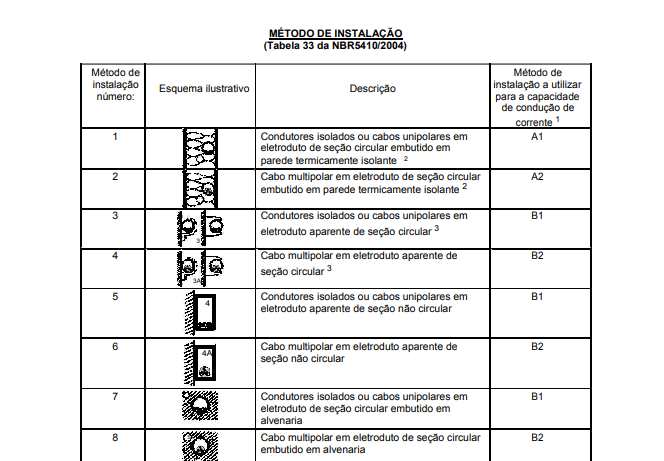 MÉTODO DE INSTALAÇÃO
(Tabela 33 da NBR5410/2004)
Método de
instalação
número:
Esquema ilustrativo
Descrição
Método de
instalação a utilizar
para a capacidade
de condução de
corrente 1
1
Condutores isolados ou cabos unipolares em
eletroduto de seção circular embutido em
parede termicamente isolante 2
A1
2
Cabo multipolar em eletroduto de seção circular
embutido em parede termicamente isolante 2
A2
3
3
Condutores isolados ou cabos unipolares em
eletroduto aparente de seção circular 3
B1
4
3A
Cabo multipolar em eletroduto aparente de
seção circular 3
B2
5
4
Condutores isolados ou cabos unipolares em
eletroduto aparente de seção não circular
B1
6
4A
Cabo multipolar em eletroduto aparente de
seção não circular
B2
7
Condutores isolados ou cabos unipolares em
eletroduto de seção circular embutido em
alvenaria
B1
8
Cabo multipolar em eletroduto de seção circular
embutido em alvenaria
B2